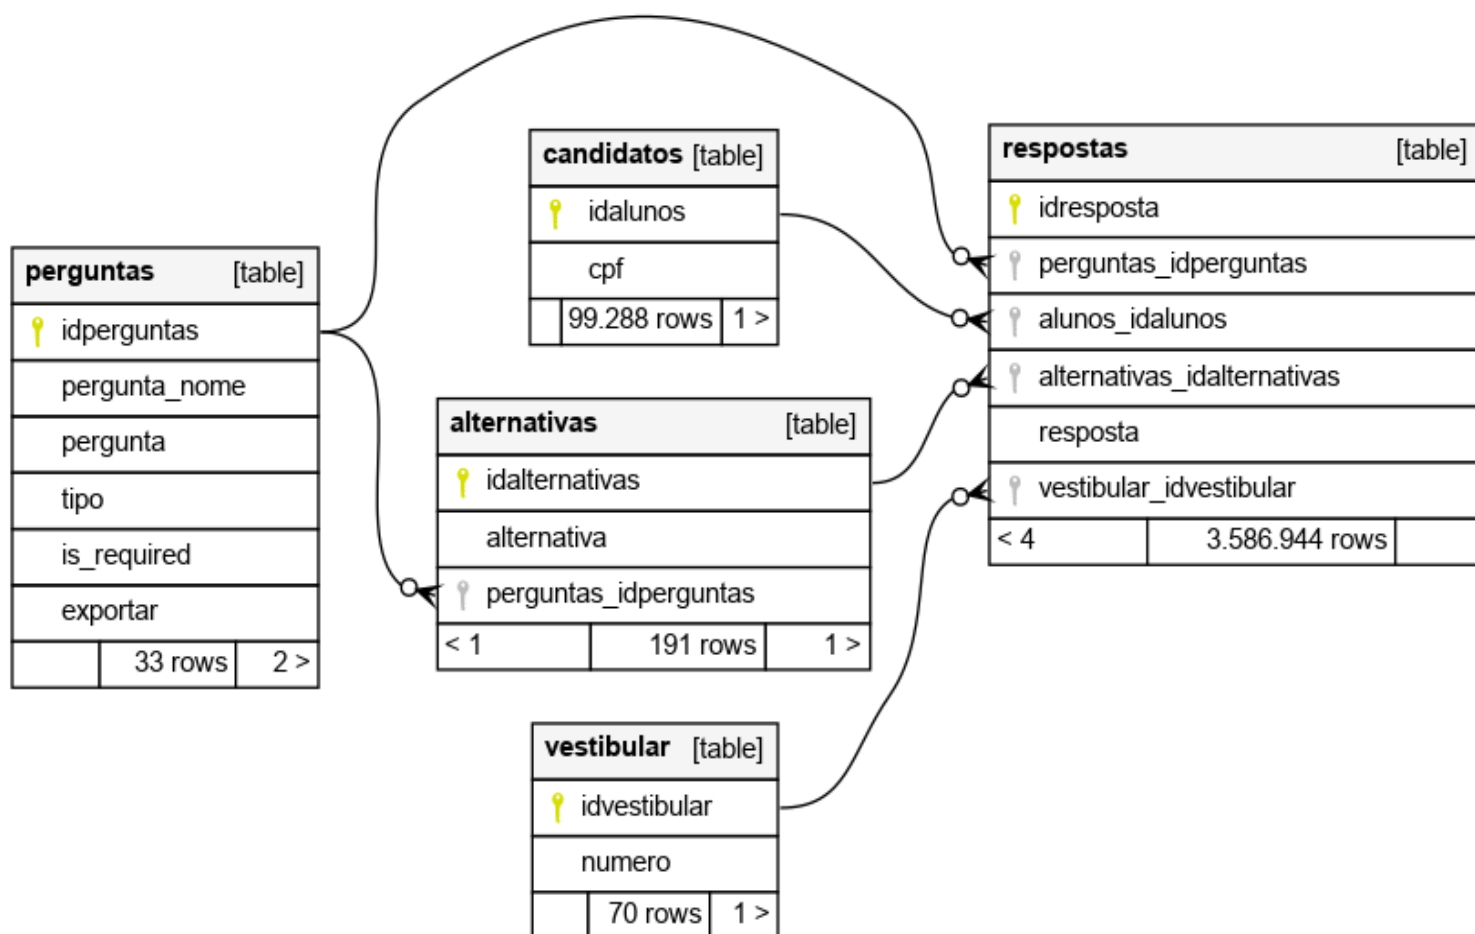 perguntas [table]
idperguntas
pergunta_nome
pergunta
tipo
is_required
exportar
33 rows 2 >
candidatos [table]
idalunos
cpf
99.288 rows 1 >
alternativas [table]
idalternativas
alternativa
perguntas_idperguntas
< 1 191 rows 1 >
vestibular [table]
idvestibular
numero
70 rows 1 >
respostas [table]
idresposta
perguntas_idperguntas
alunos_idalunos
alternativas_idalternativas
resposta
vestibular_idvestibular
< 4 3.586.944 rows